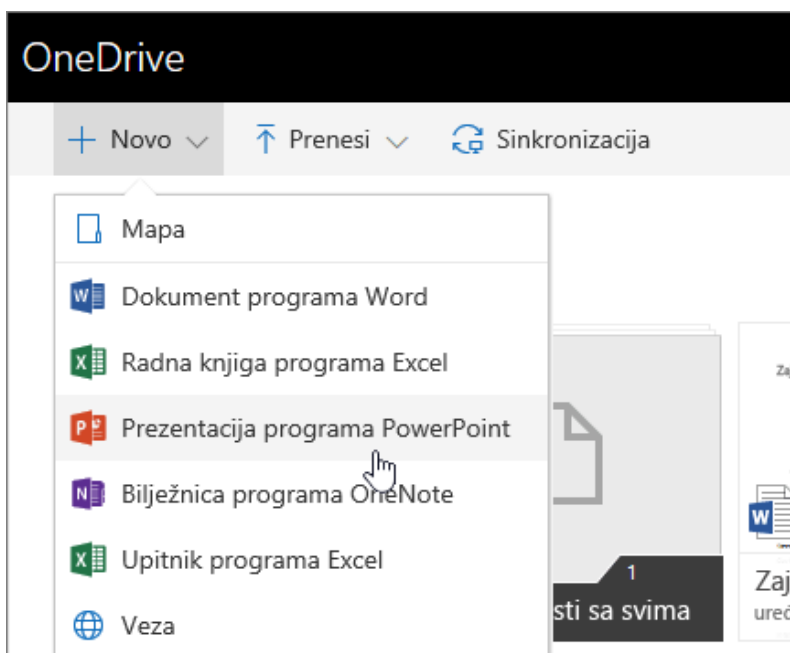 OneDrive
Novo Prenesi Sinkronizacija
Mapa
Dokument programa Word
Radna knjiga programa Excel
Prezentacija programa PowerPoint
Bilježnica programa OneNote
Upitnik programa Excel
Veza
1
sti sa svima
Zaj
uređ